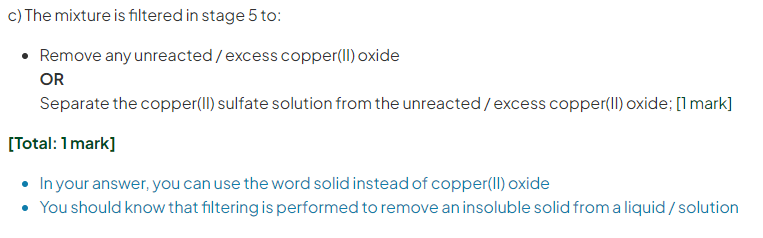 c) The mixture is filtered in stage 5 to:
• Remove any unreacted / excess copper(II) oxide
OR
Separate the copper(II) sulfate solution from the unreacted / excess copper(II) oxide; [1 mark]
[Total: 1 mark]
• In your answer, you can use the word solid instead of copper(II) oxide
• You should know that filtering is performed to remove an insoluble solid from a liquid / solution